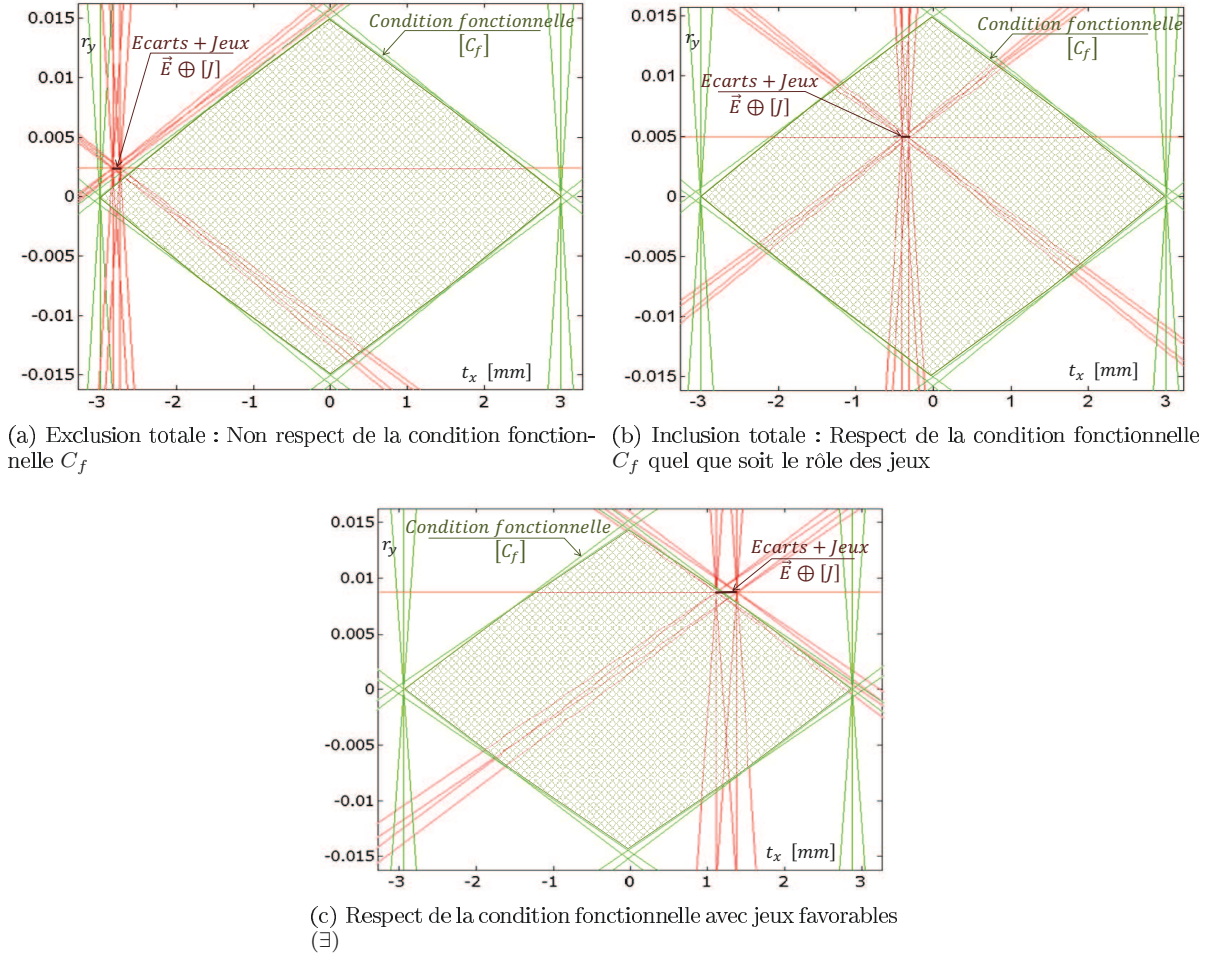 0.015
r_y
0.01
0.005
0
-0.005
-0.01
-0.015
Ecarts + Jeux
E⃗ ⊕ [J]
Condition fonctionnelle
[C_f]
t_x [mm]
-3 -2 -1 0 1 2 3
(a) Exclusion totale : Non respect de la condition fonction-
nelle C_f
0.015
r_y
0.01
0.005
0
-0.005
-0.01
-0.015
Condition fonctionnelle
[C_f]
Ecarts + Jeux
E⃗ ⊕ [J]
t_x [mm]
-3 -2 -1 0 1 2 3
(b) Inclusion totale : Respect de la condition fonctionnelle
C_f quel que soit le rôle des jeux
0.015
r_y
0.01
0.005
0
-0.005
-0.01
-0.015
Condition fonctionnelle
[C_f]
Ecarts + Jeux
E⃗ ⊕ [J]
t_x [mm]
-3 -2 -1 0 1 2 3
(c) Respect de la condition fonctionnelle avec jeux favorables
(∃)